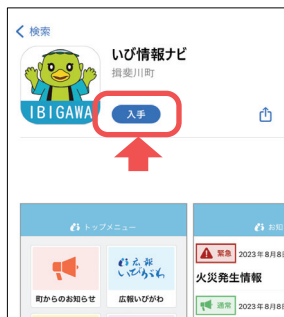 検索
いび情報ナビ
揖斐川町
IBIGAWA
入手
トップメニュー
町からのお知らせ
広報いびがわ
お知
緊急 2023年8月8
火災発生情報
通常 2023年8月8